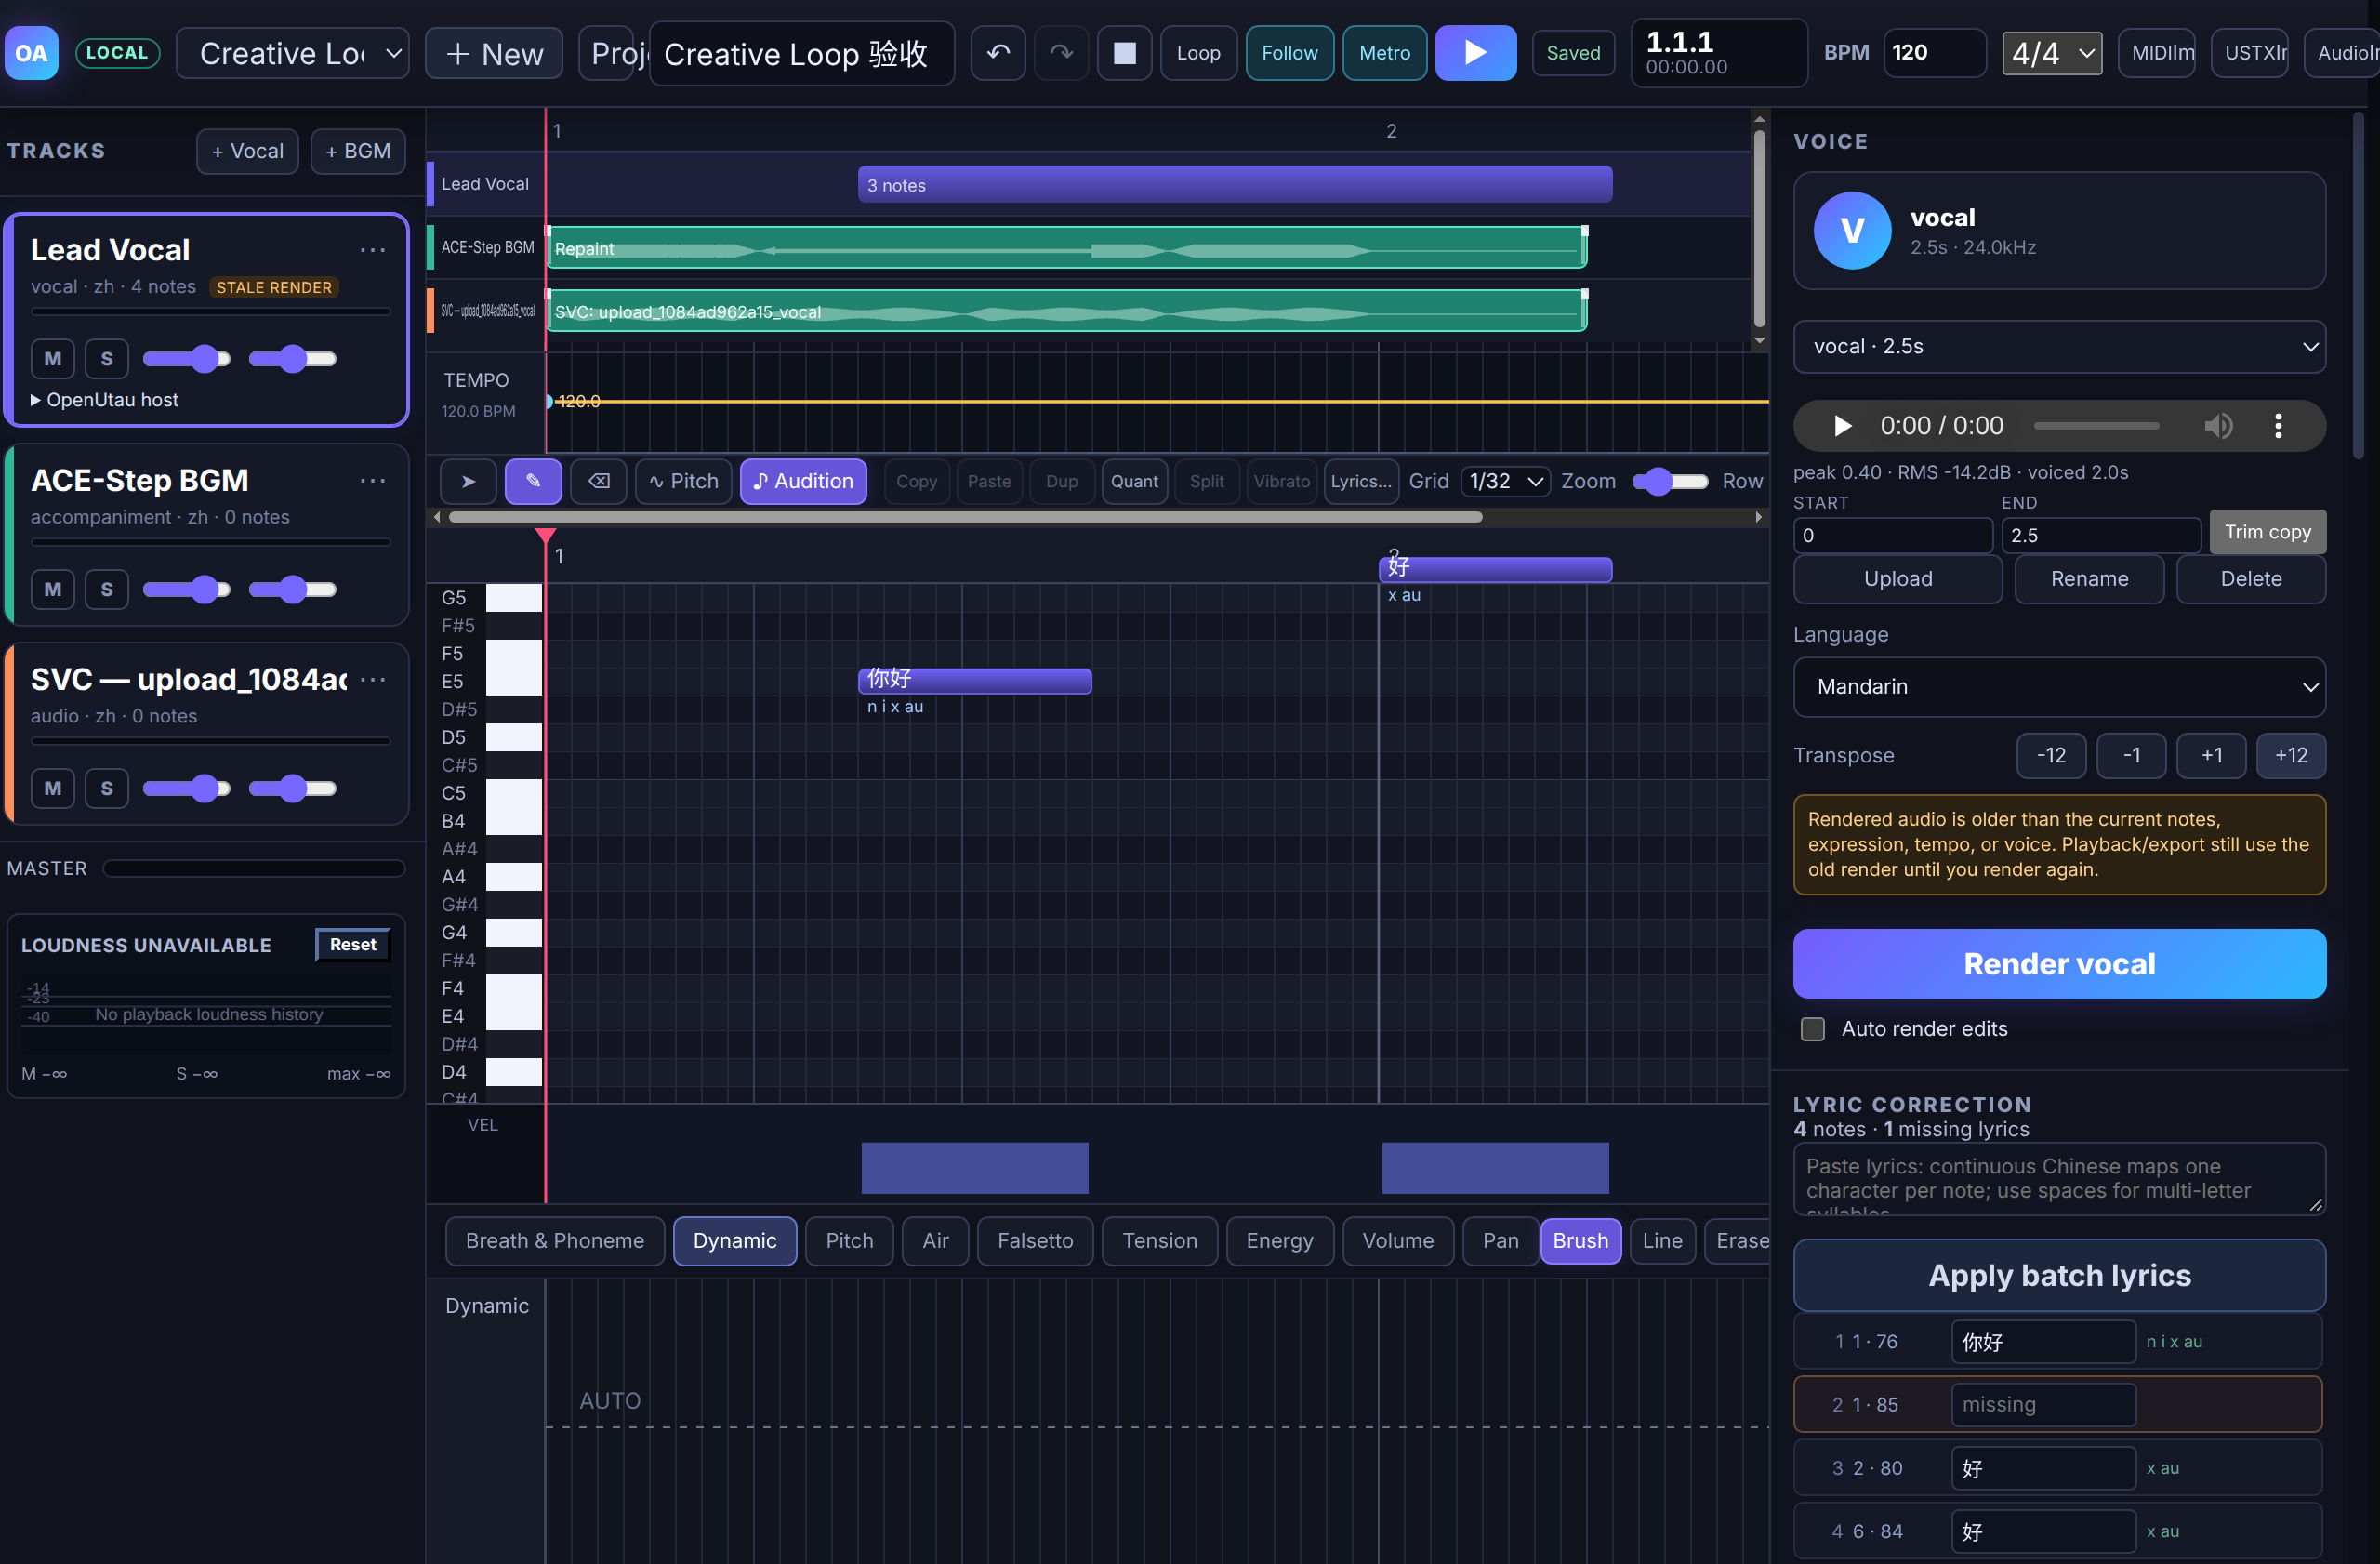 OA LOCAL Creative Lo + New Proj Creative Loop 验收 Loop Follow Metro Saved 1.1.1 BPM 120 4/4 MIDIIm USTXIr AudioIr
00:00.00
TRACKS + Vocal + BGM
Lead Vocal ...
vocal · zh · 4 notes STALE RENDER
M S
OpenUtau host
ACE-Step BGM ...
accompaniment · zh · 0 notes
M S
SVC — upload_1084ad ...
audio · zh · 0 notes
M S
MASTER
LOUDNESS UNAVAILABLE Reset
-14
-23
-40 No playback loudness history
M −∞ S −∞ max −∞
1 2
Lead Vocal 3 notes
ACE-Step BGM Repaint
SVC — upload_1084ad962a15_vocal SVC: upload_1084ad962a15_vocal
TEMPO
120.0 BPM 120.0
Pitch Audition Copy Paste Dup Quant Split Vibrato Lyrics... Grid 1/32 Zoom Row
1 2
好
x au
G5
F#5
F5
E5 你好
D#5 n i x au
D5
C#5
C5
B4
A#4
A4
G#4
G4
F#4
F4
E4
D#4
D4
C#4
VEL
Breath & Phoneme Dynamic Pitch Air Falsetto Tension Energy Volume Pan Brush Line Erase
Dynamic
AUTO
VOICE
V vocal
2.5s · 24.0kHz
vocal · 2.5s
0:00 / 0:00
peak 0.40 · RMS -14.2dB · voiced 2.0s
START END
0 2.5 Trim copy
Upload Rename Delete
Language
Mandarin
Transpose -12 -1 +1 +12
Rendered audio is older than the current notes,
expression, tempo, or voice. Playback/export still use the
old render until you render again.
Render vocal
Auto render edits
LYRIC CORRECTION
4 notes · 1 missing lyrics
Paste lyrics: continuous Chinese maps one
character per note; use spaces for multi-letter
syllables
Apply batch lyrics
1 1 · 76 你好 n i x au
2 1 · 85 missing
3 2 · 80 好 x au
4 6 · 84 好 x au